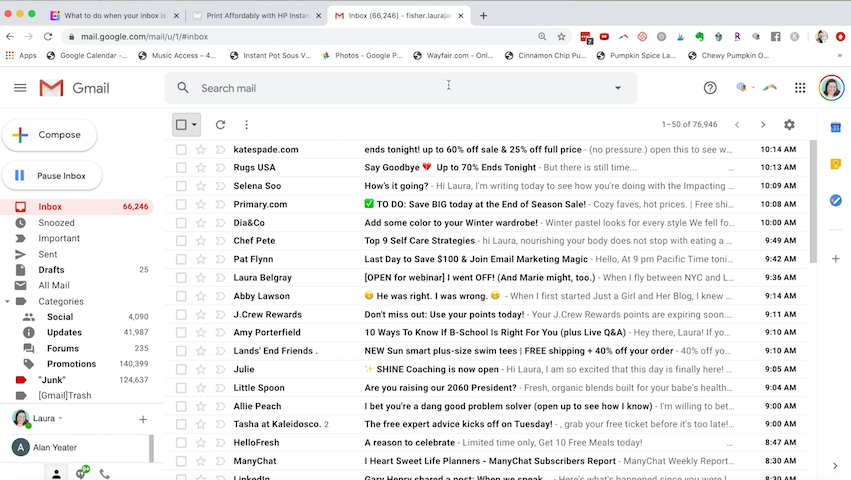 What to do when your inbox is
Print Affordably with HP Instan
Inbox (66,246) - fisher.lauraja
mail.google.com/mail/u/1/#inbox
Apps
Google Calendar -...
Music Access – 4...
Instant Pot Sous V...
Photos - Google P...
Wayfair.com - Onl...
Cinnamon Chip Pu...
Pumpkin Spice La...
Chewy Pumpkin O...
Gmail
Search mail
1–50 of 76,946
Compose
Pause Inbox
Inbox 66,246
Snoozed
Important
Sent
Drafts 25
All Mail
Categories
Social 4,090
Updates 41,987
Forums 235
Promotions 140,399
"Junk" 124,637
[Gmail]Trash
Laura
Alan Yeater
katespade.com ends tonight! up to 60% off sale & 25% off full price - (no pressure.) open this to see w... 10:14 AM
Rugs USA Say Goodbye 💔 Up to 70% Ends Tonight - But there is still time... 10:13 AM
Selena Soo How's it going? - Hi Laura, I'm writing today to see how you're doing with the Impacting ... 10:09 AM
Primary.com ✅ TO DO: Save BIG today at the End of Season Sale! - Cozy faves, hot prices. | Free shi... 10:08 AM
Dia&Co Add some color to your Winter wardrobe! - Winter pastel looks for every style We fell fo... 10:00 AM
Chef Pete Top 9 Self Care Strategies - hi Laura, nourishing your body does not stop with eating a ... 9:49 AM
Pat Flynn Last Day to Save $100 & Join Email Marketing Magic - Hello, At 9 pm Pacific Time toni... 9:42 AM
Laura Belgray [OPEN for webinar] I went OFF! (And Marie might, too.) - When I fly between NYC and L... 9:36 AM
Abby Lawson He was right. I was wrong. - When I first started Just a Girl and Her Blog, I knew ... 9:14 AM
J.Crew Rewards Don't miss out: Use your points today! - Your J.Crew Rewards points are expiring soon.... 9:11 AM
Amy Porterfield 10 Ways To Know If B-School Is Right For You (plus Live Q&A) - Hey there, Laura! If yo... 9:10 AM
Lands' End Friends . NEW Sun smart plus-size swim tees | FREE shipping + 40% off your order - 40% off yo... 9:10 AM
Julie ✨ SHINE Coaching is now open - Hi Laura, I am so excited that this day is finally here! ... 9:05 AM
Little Spoon Are you raising our 2060 President? - Fresh, organic blends built for your babe's health... 9:04 AM
Allie Peach I bet you're a dang good problem solver (open up to see how I know) - I'm willing to bet... 9:00 AM
Tasha at Kaleidosco. 2 The free expert advice kicks off on Tuesday! - , grab your free ticket before it's too late!... 9:00 AM
HelloFresh A reason to celebrate - Limited time only, Get 10 Free Meals today! 8:47 AM
ManyChat I Heart Sweet Life Planners - ManyChat Subscribers Report - ManyChat Weekly Report... 8:30 AM
LinkedIn Gary Henry shared a post: When we speak... 8:30 AM